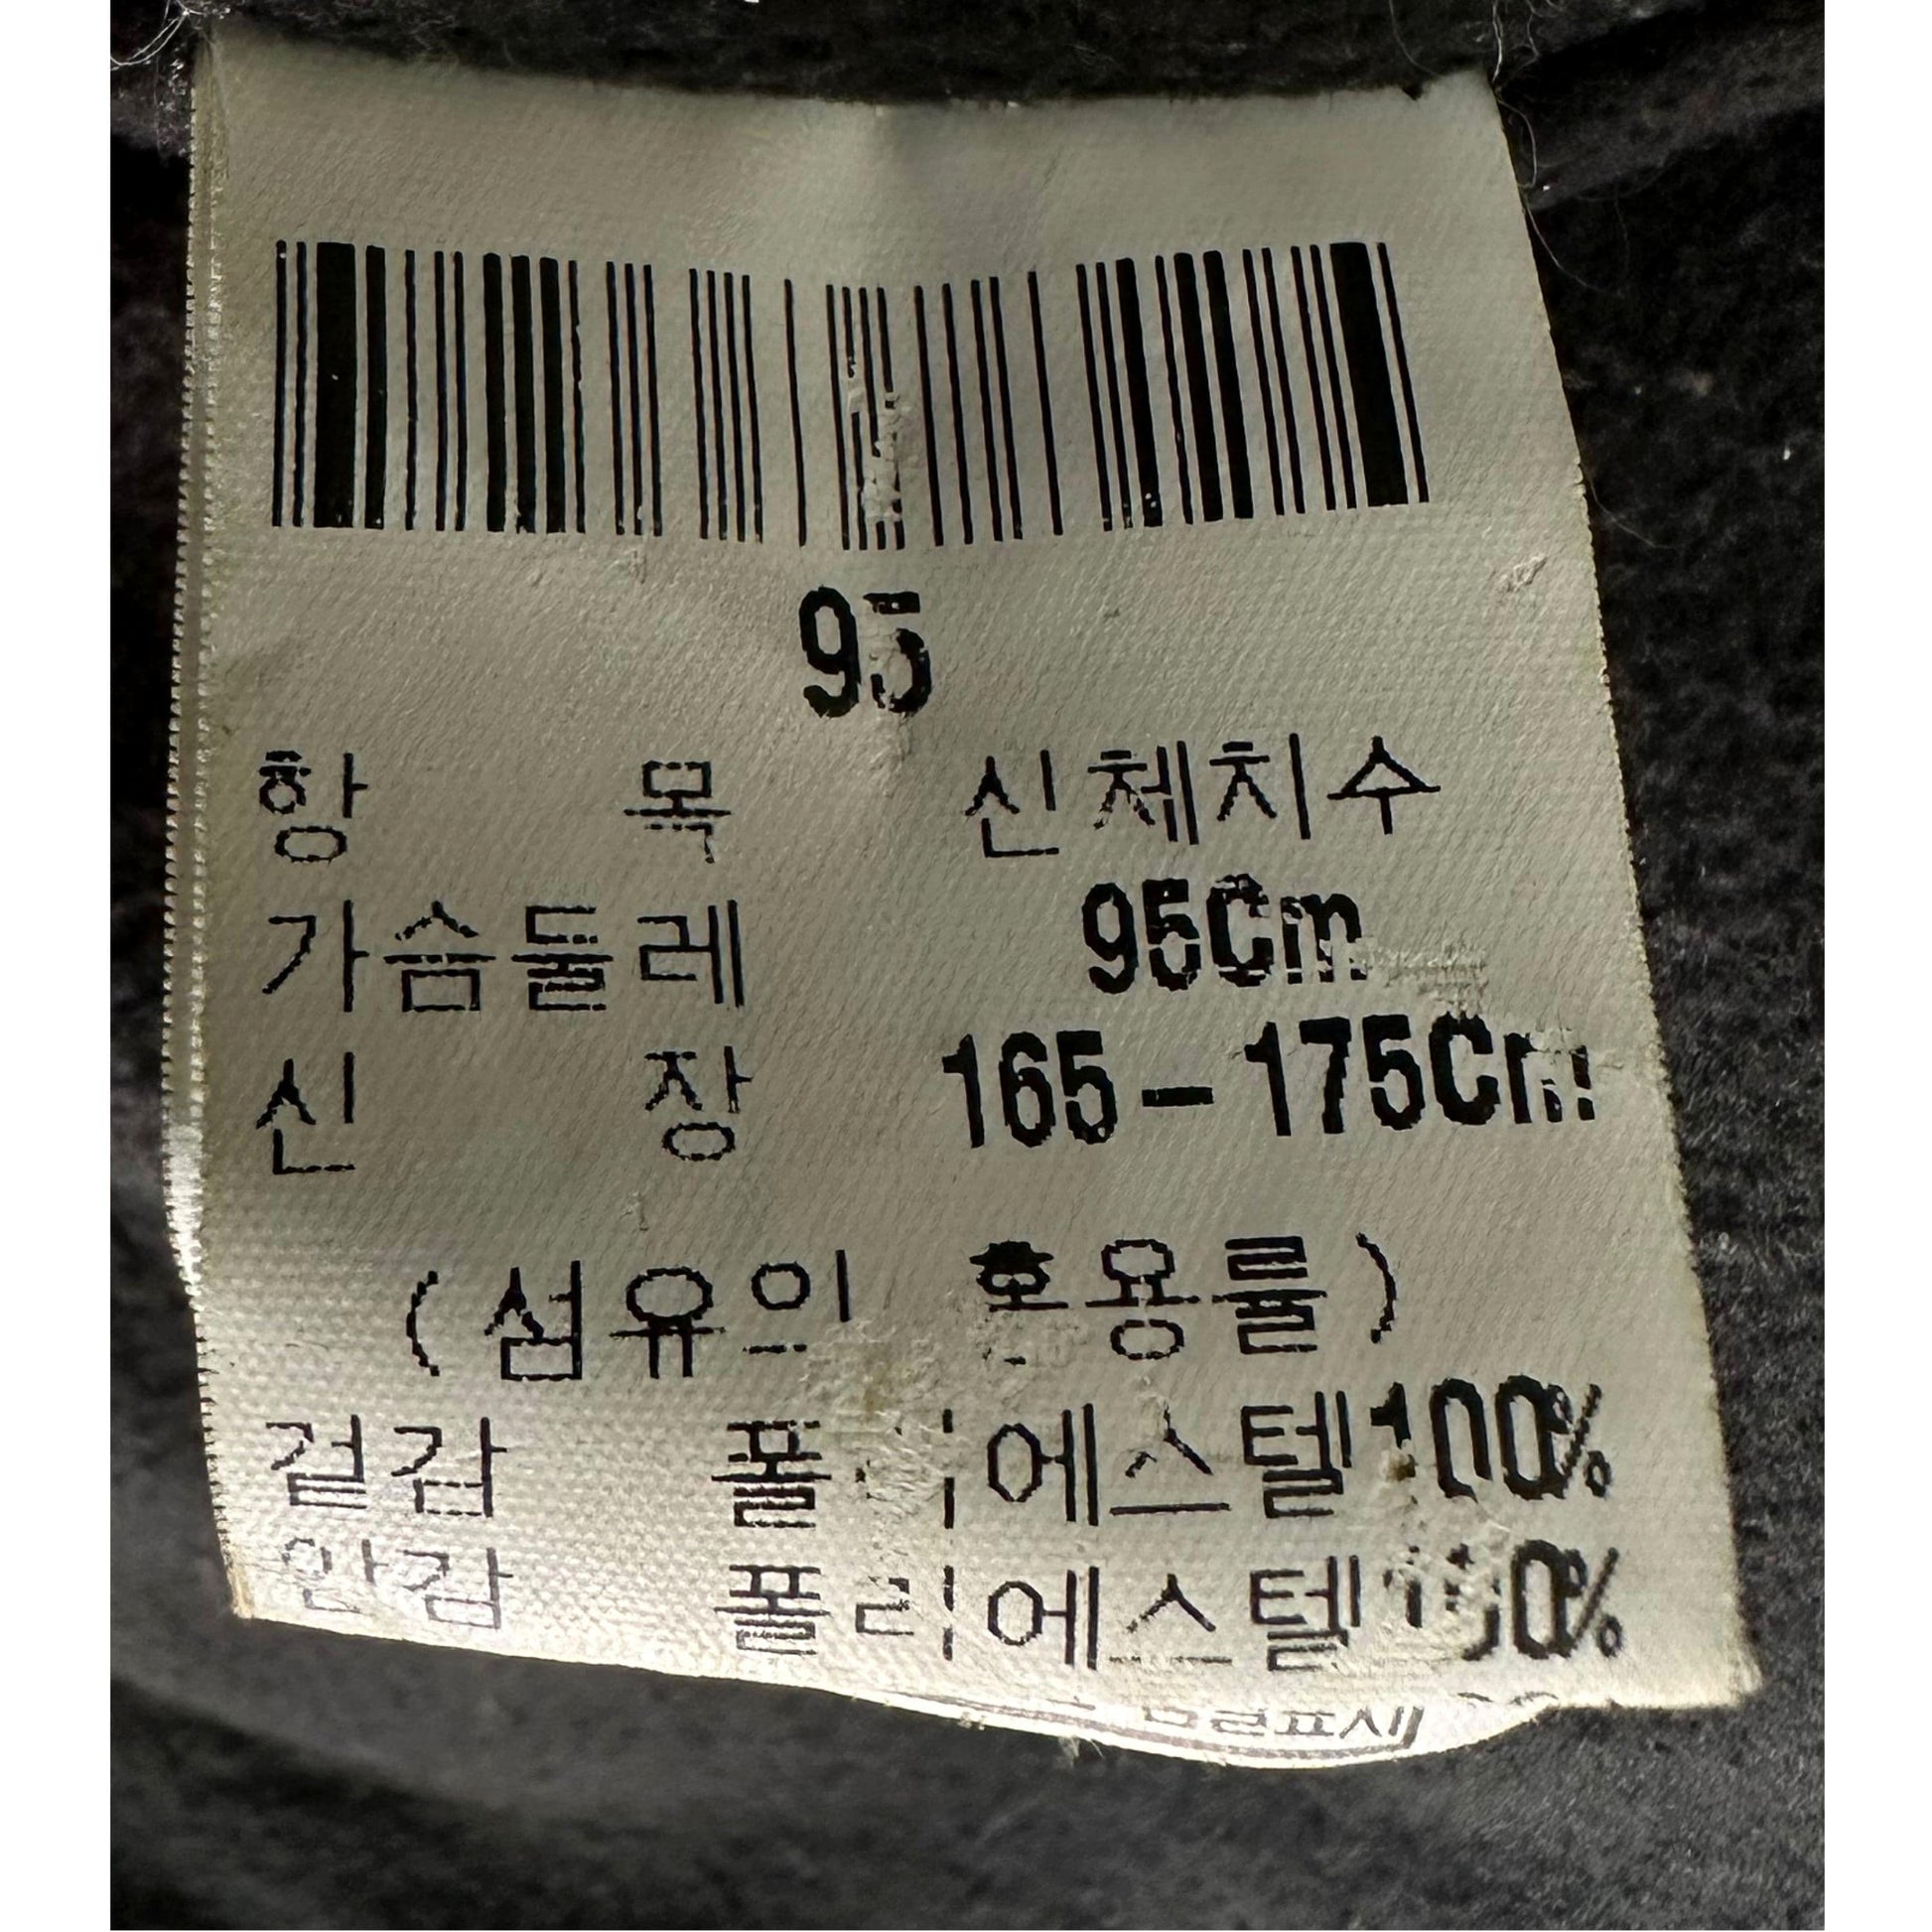 95
항 목 신체치수
가슴둘레 95Cm
신 장 165-175Cm
(섬유의 혼용률)
겉감 폴리에스텔100%
안감 폴리에스텔100%